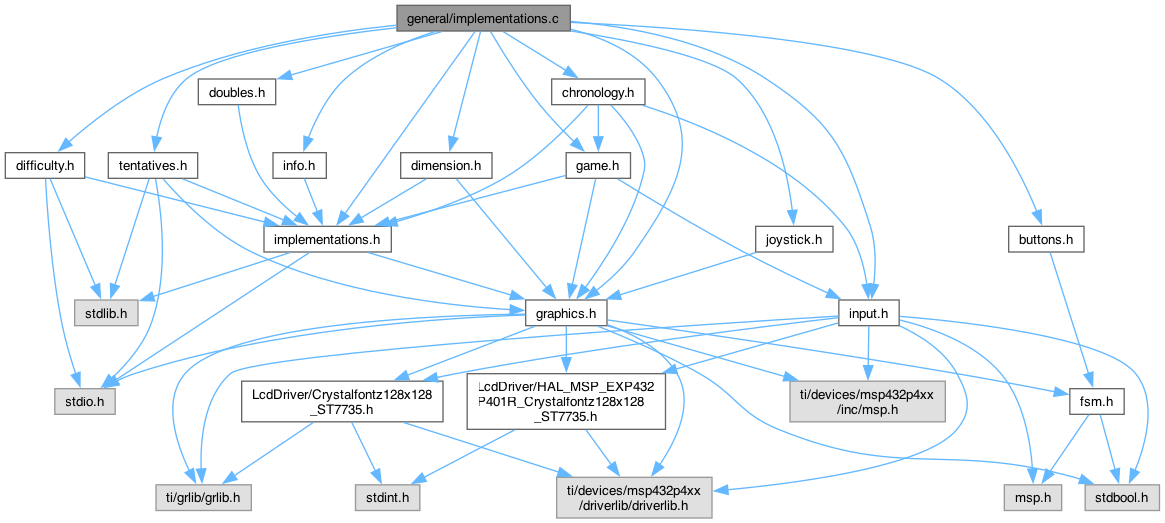 general/implementations.c
doubles.h
chronology.h
difficulty.h
tentatives.h
info.h
dimension.h
game.h
implementations.h
joystick.h
buttons.h
stdlib.h
graphics.h
input.h
stdio.h
LcdDriver/Crystalfontz128x128
_ST7735.h
LcdDriver/HAL_MSP_EXP432
P401R_Crystalfontz128x128
_ST7735.h
ti/devices/msp432p4xx
/inc/msp.h
fsm.h
ti/grlib/grlib.h
stdint.h
ti/devices/msp432p4xx
/driverlib/driverlib.h
msp.h
stdbool.h